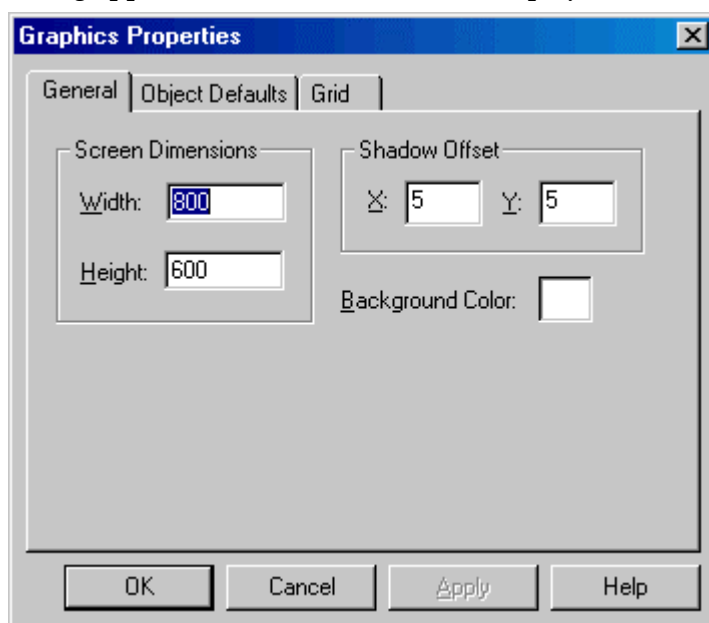 Graphics Properties
General Object Defaults Grid
Screen Dimensions
Width: 800
Height: 600
Shadow Offset
X: 5 Y: 5
Background Color:
OK Cancel Apply Help